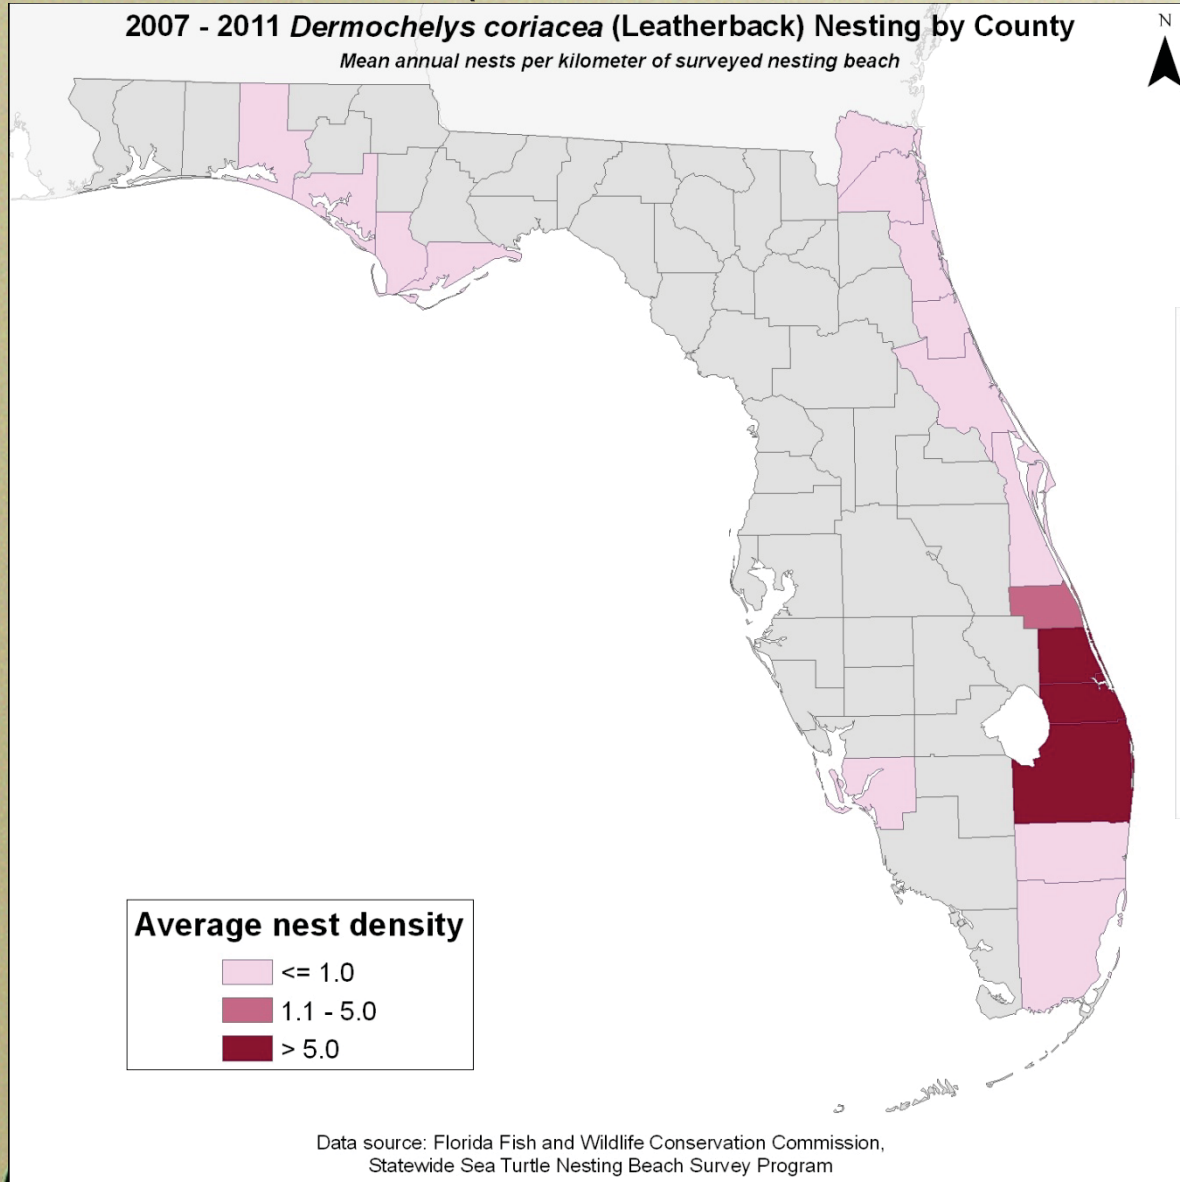 2007 - 2011 Dermochelys coriacea (Leatherback) Nesting by County
Mean annual nests per kilometer of surveyed nesting beach
N
Average nest density
<= 1.0
1.1 - 5.0
> 5.0
Data source: Florida Fish and Wildlife Conservation Commission,
Statewide Sea Turtle Nesting Beach Survey Program